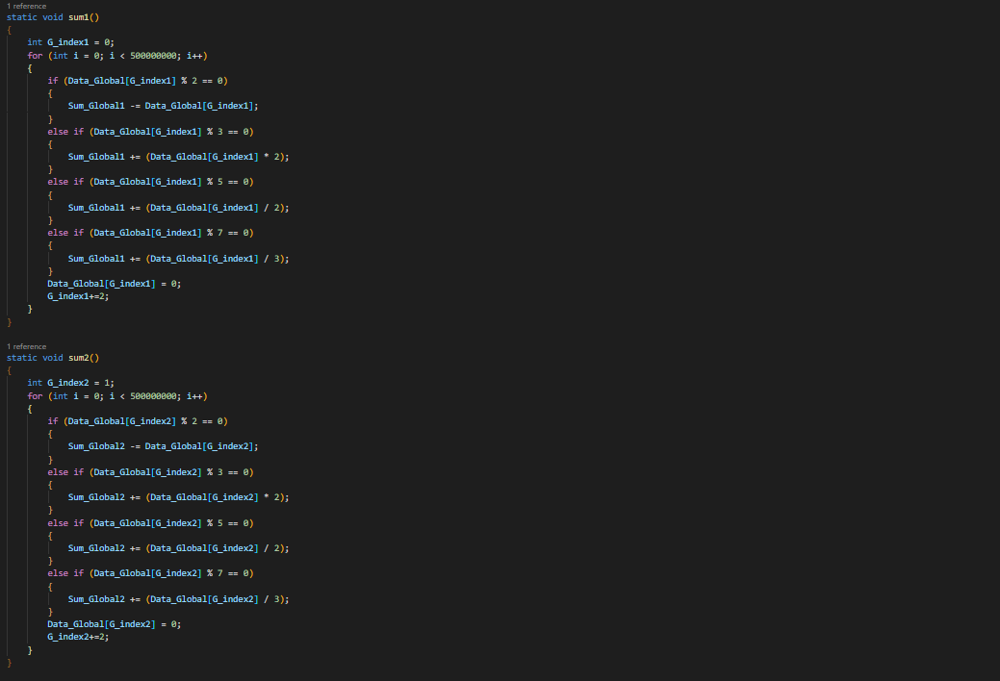 1 reference
static void sum1()
{
int G_index1 = 0;
for (int i = 0; i < 500000000; i++)
{
if (Data_Global[G_index1] % 2 == 0)
{
Sum_Global1 -= Data_Global[G_index1];
}
else if (Data_Global[G_index1] % 3 == 0)
{
Sum_Global1 += (Data_Global[G_index1] * 2);
}
else if (Data_Global[G_index1] % 5 == 0)
{
Sum_Global1 += (Data_Global[G_index1] / 2);
}
else if (Data_Global[G_index1] % 7 == 0)
{
Sum_Global1 += (Data_Global[G_index1] / 3);
}
Data_Global[G_index1] = 0;
G_index1+=2;
}
}
1 reference
static void sum2()
{
int G_index2 = 1;
for (int i = 0; i < 500000000; i++)
{
if (Data_Global[G_index2] % 2 == 0)
{
Sum_Global2 -= Data_Global[G_index2];
}
else if (Data_Global[G_index2] % 3 == 0)
{
Sum_Global2 += (Data_Global[G_index2] * 2);
}
else if (Data_Global[G_index2] % 5 == 0)
{
Sum_Global2 += (Data_Global[G_index2] / 2);
}
else if (Data_Global[G_index2] % 7 == 0)
{
Sum_Global2 += (Data_Global[G_index2] / 3);
}
Data_Global[G_index2] = 0;
G_index2+=2;
}
}